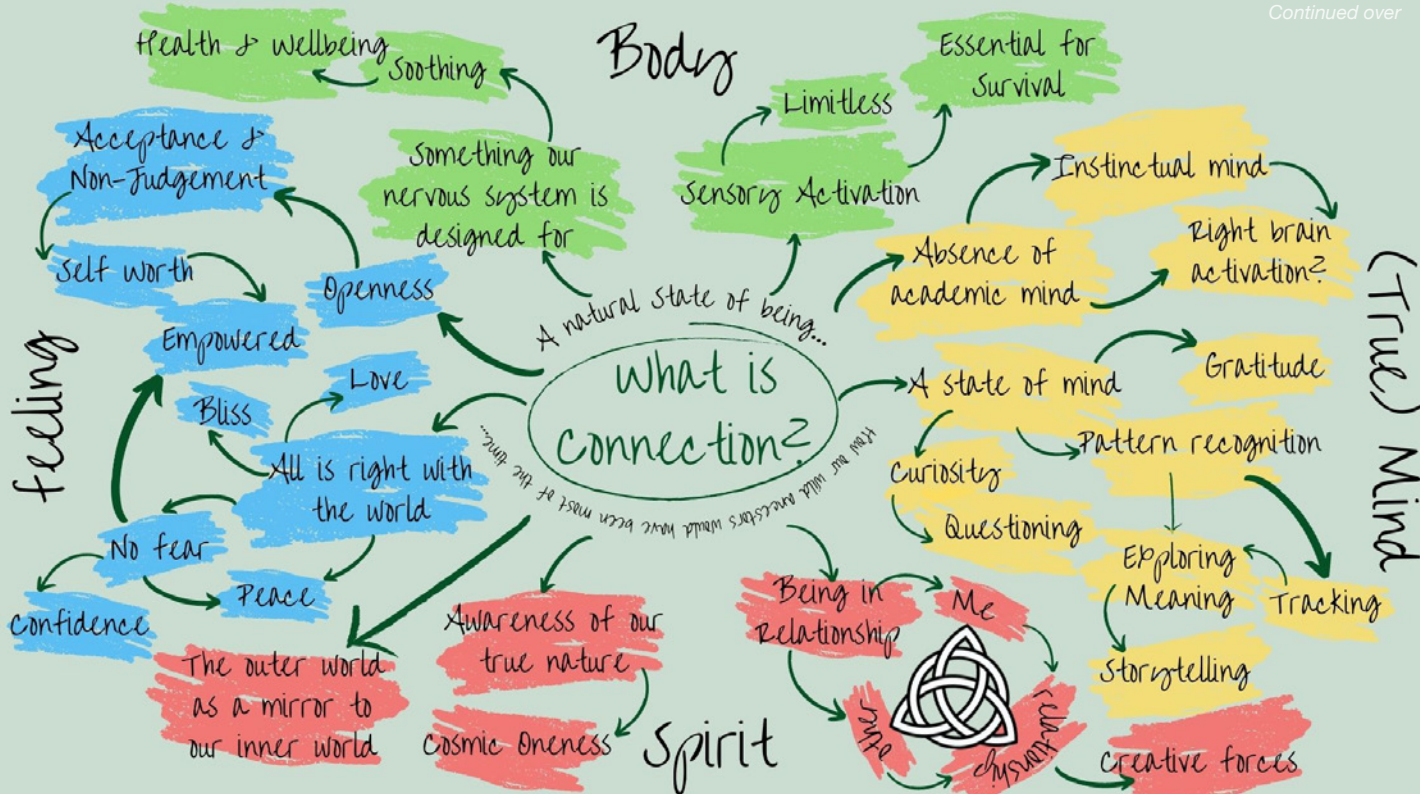 Continued over
Body
Health & Wellbeing
Soothing
Something our
nervous system is
designed for
Limitless
Essential for
Survival
Sensory Activation
Feeling
Acceptance &
Non-Judgement
Self Worth
Empowered
Openness
Love
Bliss
All is right with
the world
No fear
Peace
Confidence
A natural state of being...
What is
Connection?
How our wild ancestors would have been most of the time...
(True) Mind
Instinctual mind
Right brain
activation?
Absence of
academic mind
A state of mind
Gratitude
Pattern recognition
Curiosity
Questioning
Exploring
Meaning
Tracking
Storytelling
Spirit
The outer world
as a mirror to
our inner world
Awareness of our
true nature
Cosmic Oneness
Being in
Relationship
Me
Other
Relationship
Creative forces